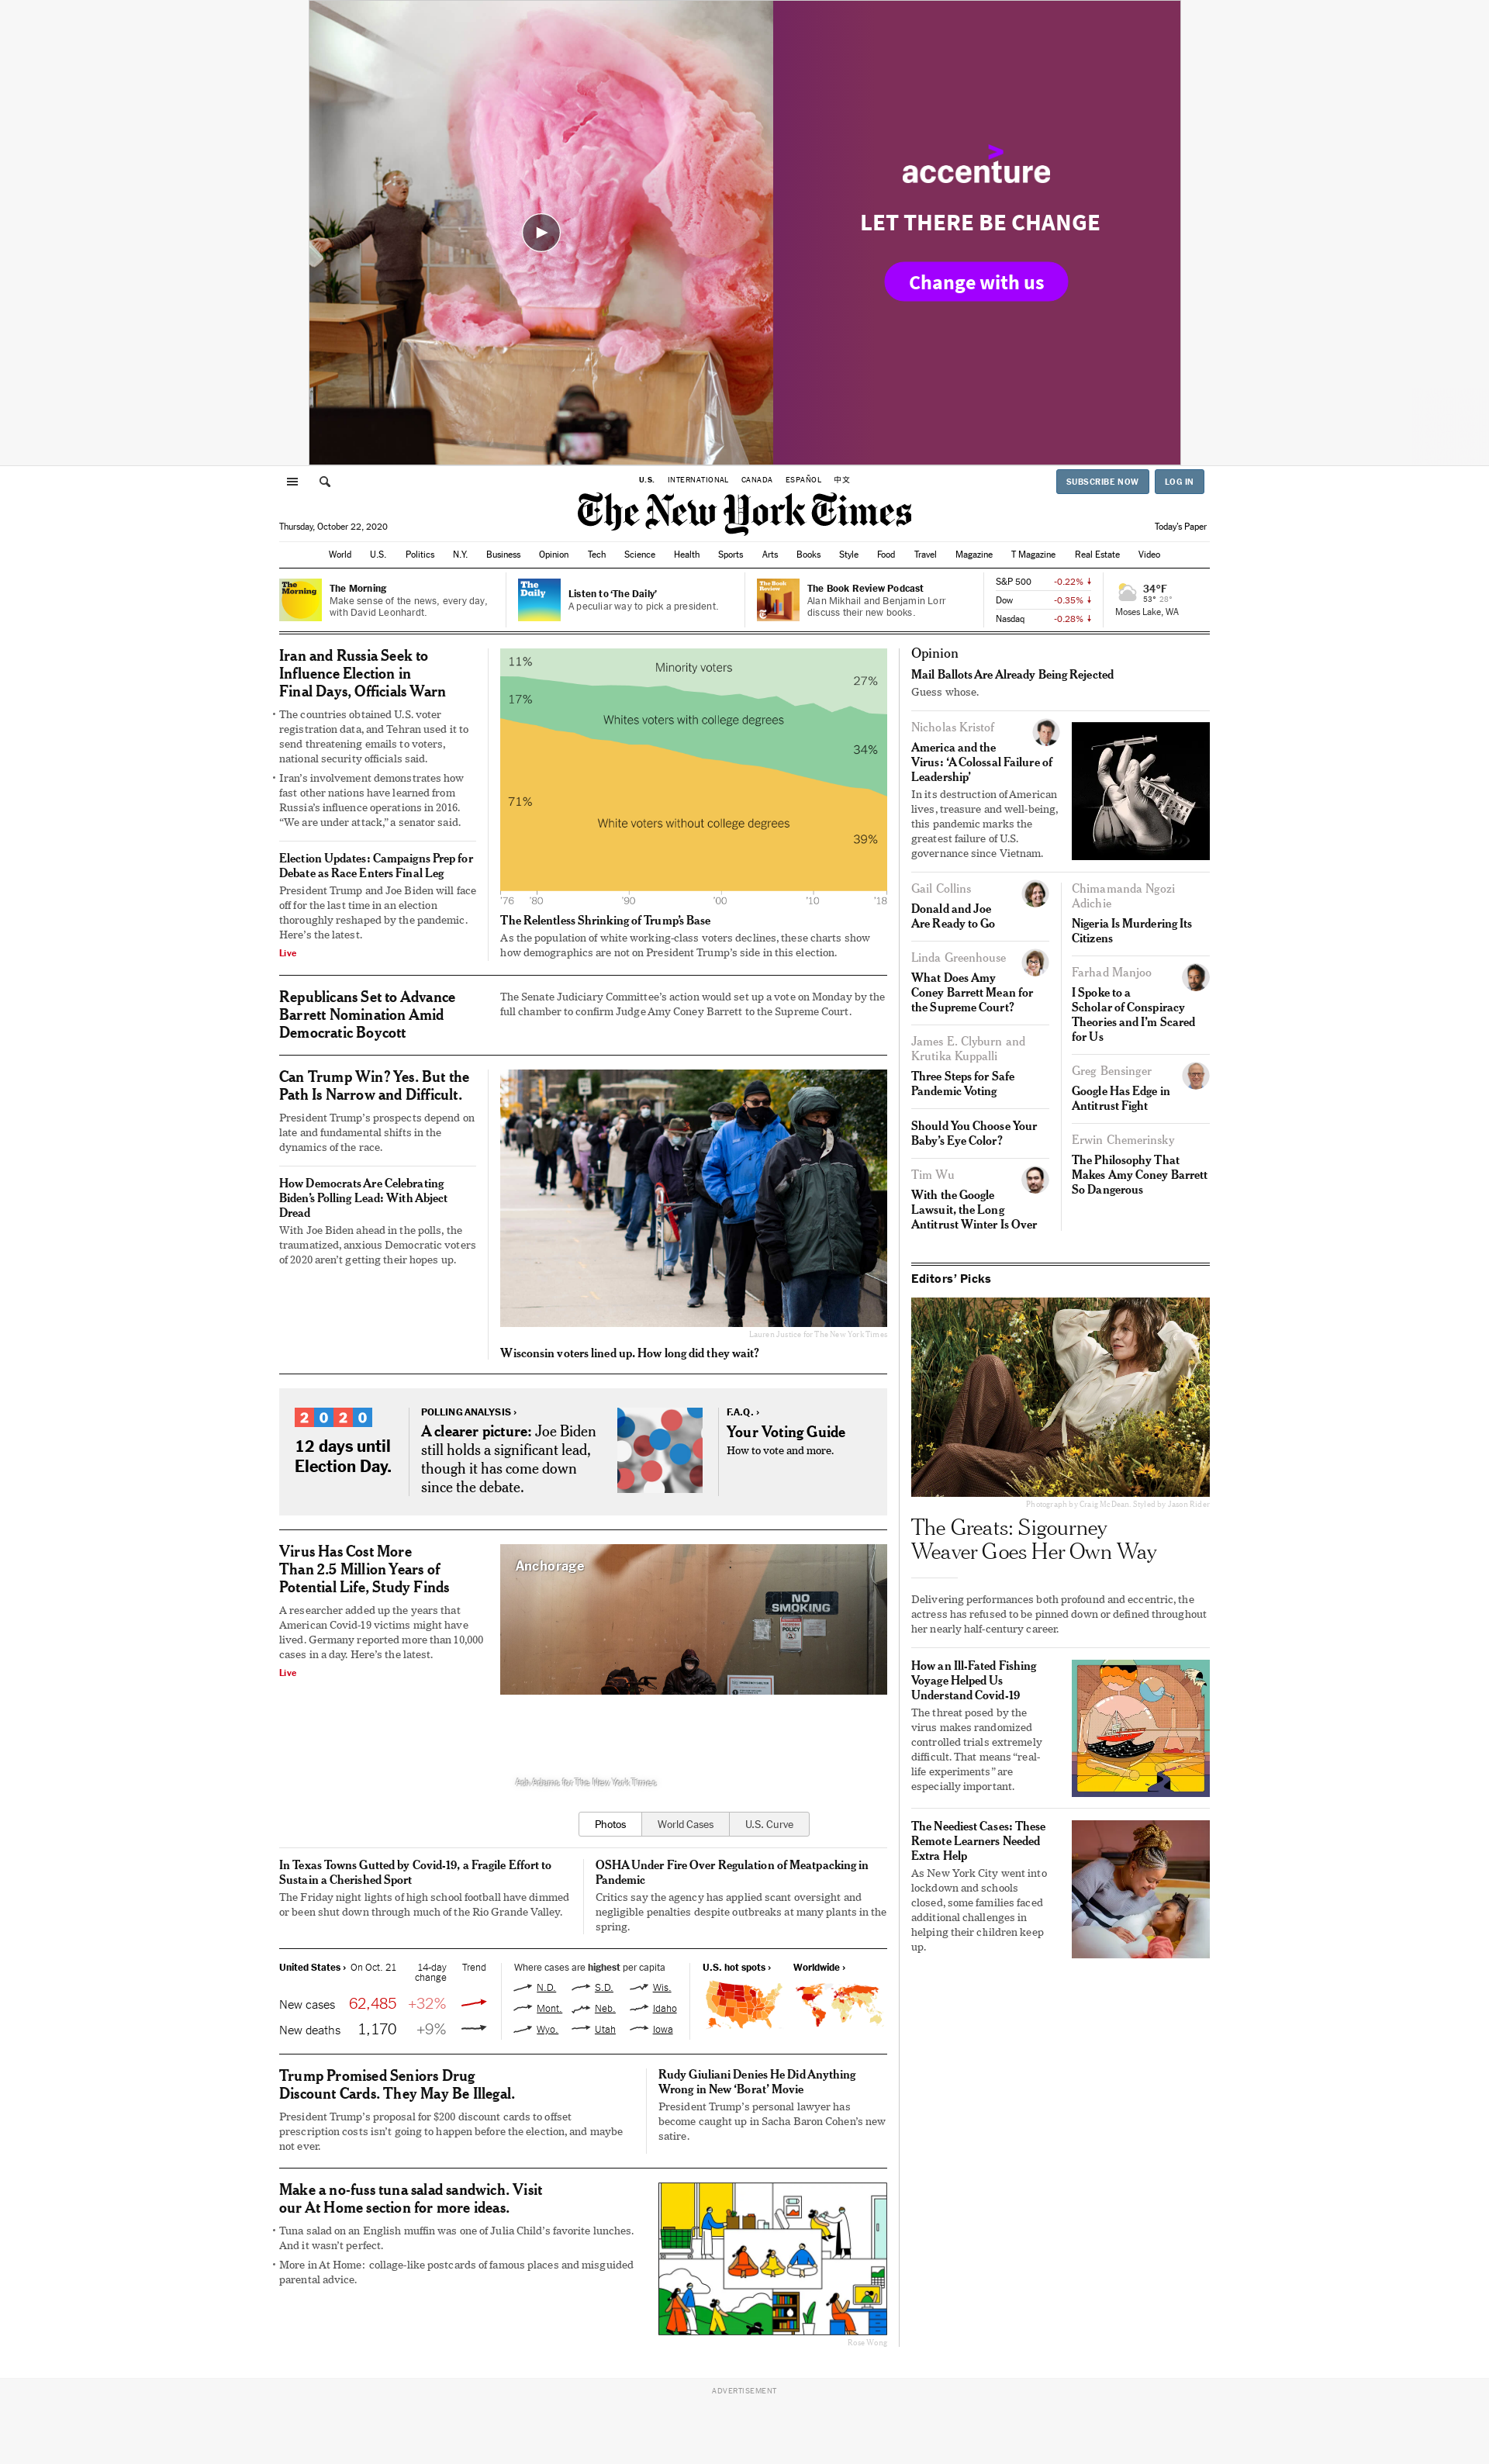 accenture
LET THERE BE CHANGE
Change with us
U.S. INTERNATIONAL CANADA ESPAÑOL 中文
SUBSCRIBE NOW LOG IN
The New York Times
Thursday, October 22, 2020
Today's Paper
World U.S. Politics N.Y. Business Opinion Tech Science Health Sports Arts Books Style Food Travel Magazine T Magazine Real Estate Video
The Morning
The Morning
Make sense of the news, every day,
with David Leonhardt.
The Daily
Listen to ‘The Daily’
A peculiar way to pick a president.
The Book Review
The Book Review Podcast
Alan Mikhail and Benjamin Lorr
discuss their new books.
S&P 500 -0.22% ↓
Dow -0.35% ↓
Nasdaq -0.28% ↓
34°F
53° 28°
Moses Lake, WA
Iran and Russia Seek to
Influence Election in
Final Days, Officials Warn
• The countries obtained U.S. voter
registration data, and Tehran used it to
send threatening emails to voters,
national security officials said.
• Iran’s involvement demonstrates how
fast other nations have learned from
Russia’s influence operations in 2016.
“We are under attack,” a senator said.
Election Updates: Campaigns Prep for
Debate as Race Enters Final Leg
President Trump and Joe Biden will face
off for the last time in an election
thoroughly reshaped by the pandemic.
Here’s the latest.
Live
11%
Minority voters
27%
17%
Whites voters with college degrees
34%
71%
White voters without college degrees
39%
’76 ’80 ’90 ’00 ’10 ’18
The Relentless Shrinking of Trump’s Base
As the population of white working-class voters declines, these charts show
how demographics are not on President Trump’s side in this election.
Republicans Set to Advance
Barrett Nomination Amid
Democratic Boycott
The Senate Judiciary Committee’s action would set up a vote on Monday by the
full chamber to confirm Judge Amy Coney Barrett to the Supreme Court.
Can Trump Win? Yes. But the
Path Is Narrow and Difficult.
President Trump’s prospects depend on
late and fundamental shifts in the
dynamics of the race.
How Democrats Are Celebrating
Biden’s Polling Lead: With Abject
Dread
With Joe Biden ahead in the polls, the
traumatized, anxious Democratic voters
of 2020 aren’t getting their hopes up.
Lauren Justice for The New York Times
Wisconsin voters lined up. How long did they wait?
2020
12 days until
Election Day.
POLLING ANALYSIS ›
A clearer picture: Joe Biden
still holds a significant lead,
though it has come down
since the debate.
F.A.Q. ›
Your Voting Guide
How to vote and more.
Virus Has Cost More
Than 2.5 Million Years of
Potential Life, Study Finds
A researcher added up the years that
American Covid-19 victims might have
lived. Germany reported more than 10,000
cases in a day. Here’s the latest.
Live
Anchorage
NO
SMOKING
POLICY
Ash Adams for The New York Times
Photos World Cases U.S. Curve
In Texas Towns Gutted by Covid-19, a Fragile Effort to
Sustain a Cherished Sport
The Friday night lights of high school football have dimmed
or been shut down through much of the Rio Grande Valley.
OSHA Under Fire Over Regulation of Meatpacking in
Pandemic
Critics say the agency has applied scant oversight and
negligible penalties despite outbreaks at many plants in the
spring.
United States › On Oct. 21 14-day
change Trend
New cases 62,485 +32%
New deaths 1,170 +9%
Where cases are highest per capita
N.D. S.D. Wis.
Mont. Neb. Idaho
Wyo. Utah Iowa
U.S. hot spots › Worldwide ›
Trump Promised Seniors Drug
Discount Cards. They May Be Illegal.
President Trump’s proposal for $200 discount cards to offset
prescription costs isn’t going to happen before the election, and maybe
not ever.
Rudy Giuliani Denies He Did Anything
Wrong in New ‘Borat’ Movie
President Trump’s personal lawyer has
become caught up in Sacha Baron Cohen’s new
satire.
Make a no-fuss tuna salad sandwich. Visit
our At Home section for more ideas.
• Tuna salad on an English muffin was one of Julia Child’s favorite lunches.
And it wasn’t perfect.
• More in At Home: collage-like postcards of famous places and misguided
parental advice.
Rose Wong
Opinion
Mail Ballots Are Already Being Rejected
Guess whose.
Nicholas Kristof
America and the
Virus: ‘A Colossal Failure of
Leadership’
In its destruction of American
lives, treasure and well-being,
this pandemic marks the
greatest failure of U.S.
governance since Vietnam.
Gail Collins
Donald and Joe
Are Ready to Go
Linda Greenhouse
What Does Amy
Coney Barrett Mean for
the Supreme Court?
James E. Clyburn and
Krutika Kuppalli
Three Steps for Safe
Pandemic Voting
Should You Choose Your
Baby’s Eye Color?
Tim Wu
With the Google
Lawsuit, the Long
Antitrust Winter Is Over
Chimamanda Ngozi
Adichie
Nigeria Is Murdering Its
Citizens
Farhad Manjoo
I Spoke to a
Scholar of Conspiracy
Theories and I’m Scared
for Us
Greg Bensinger
Google Has Edge in
Antitrust Fight
Erwin Chemerinsky
The Philosophy That
Makes Amy Coney Barrett
So Dangerous
Editors’ Picks
Photograph by Craig McDean. Styled by Jason Rider
The Greats: Sigourney
Weaver Goes Her Own Way
Delivering performances both profound and eccentric, the
actress has refused to be pinned down or defined throughout
her nearly half-century career.
How an Ill-Fated Fishing
Voyage Helped Us
Understand Covid-19
The threat posed by the
virus makes randomized
controlled trials extremely
difficult. That means “real-
life experiments” are
especially important.
The Neediest Cases: These
Remote Learners Needed
Extra Help
As New York City went into
lockdown and schools
closed, some families faced
additional challenges in
helping their children keep
up.
ADVERTISEMENT